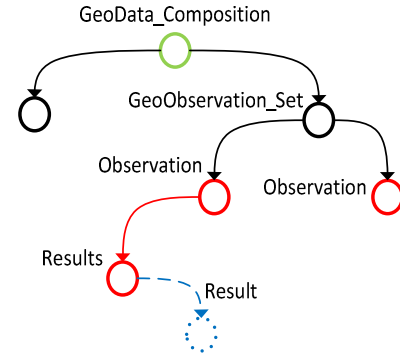 GeoData_Composition
GeoObservation_Set
Observation
Observation
Results
Result